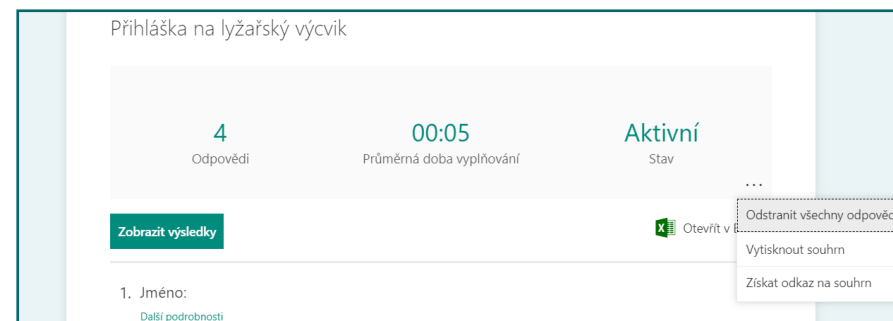 Přihláška na lyžařský výcvik
4
Odpovědi
00:05
Průměrná doba vyplňování
Aktivní
Stav
...
Zobrazit výsledky
Otevřít v
Odstranit všechny
Vytisknout souhrn
Získat odkaz na souhrn
1. Jméno:
Další podrobnosti